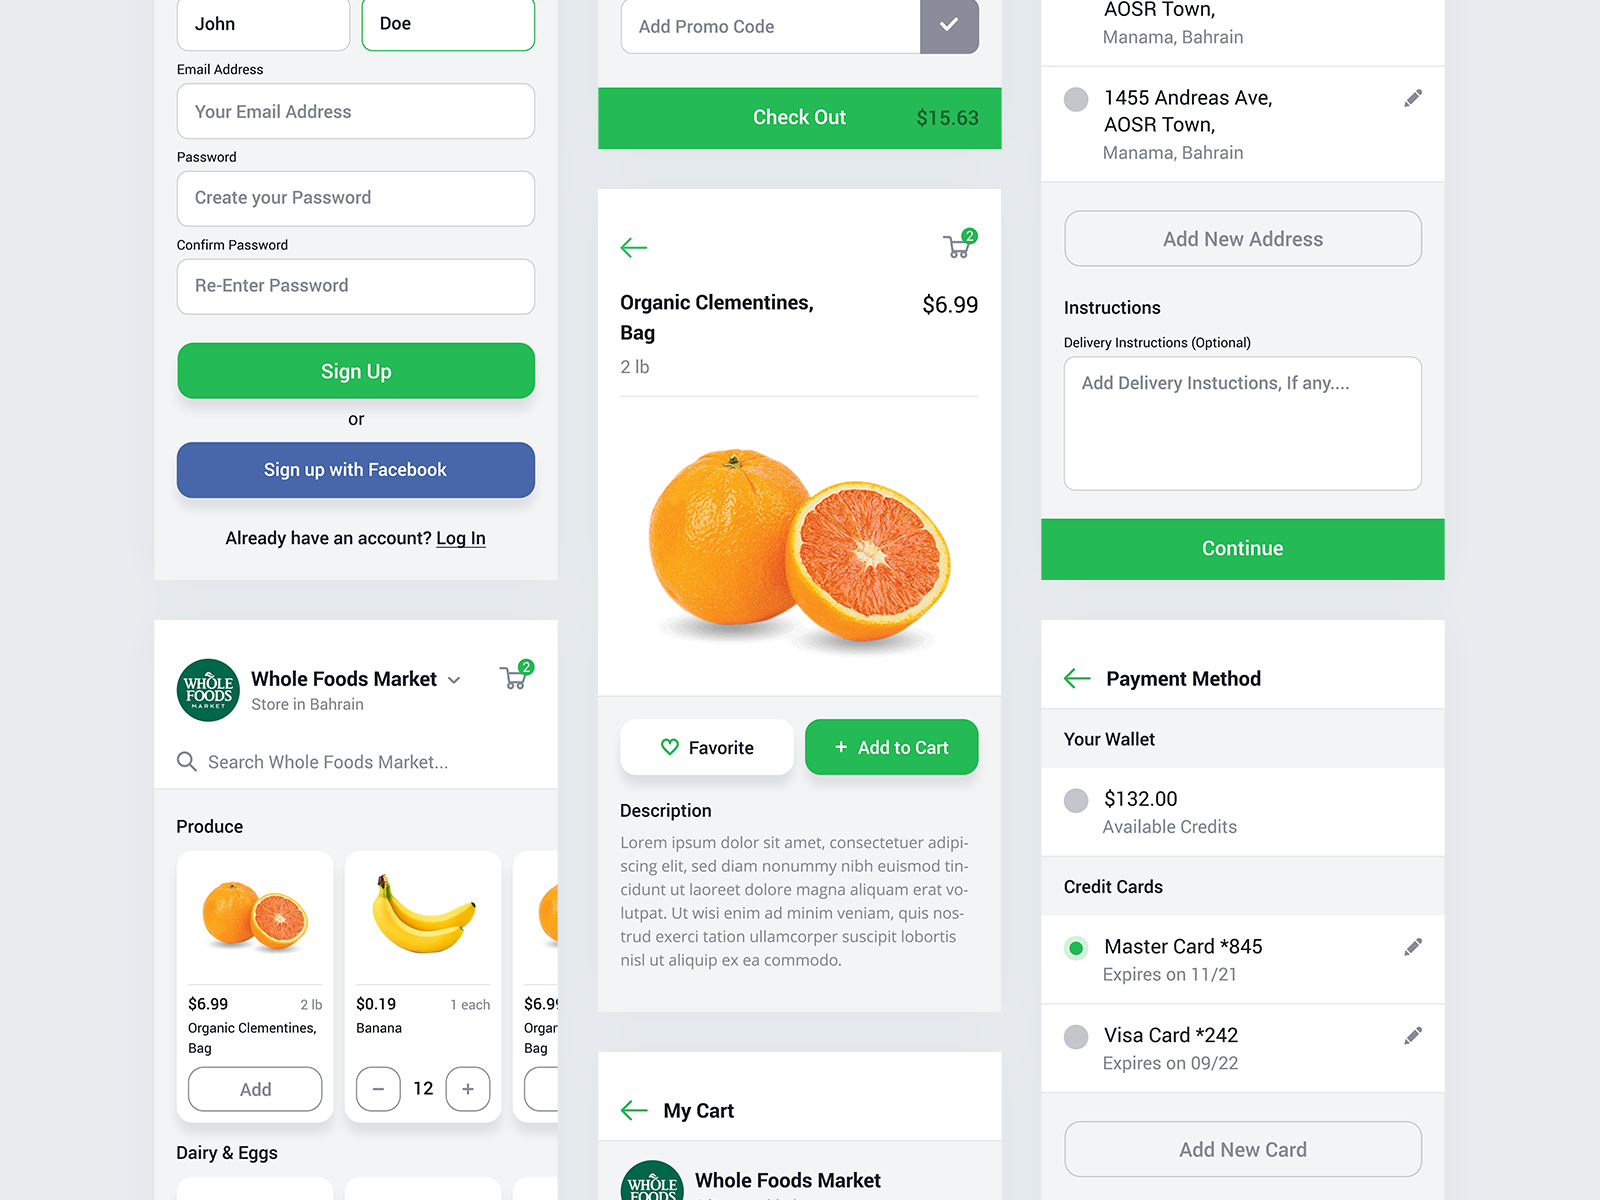 John
Doe
Email Address
Your Email Address
Password
Create your Password
Confirm Password
Re-Enter Password
Sign Up
or
Sign up with Facebook
Already have an account? Log In
WHOLE
FOODS
MARKET
Whole Foods Market
Store in Bahrain
2
Search Whole Foods Market...
Produce
$6.99
2 lb
Organic Clementines,
Bag
Add
$0.19
1 each
Banana
12
$6.9
Orgar
Bag
Dairy & Eggs
Add Promo Code
Check Out
$15.63
2
Organic Clementines,
Bag
$6.99
2 lb
Favorite
+ Add to Cart
Description
Lorem ipsum dolor sit amet, consectetuer adipi-
scing elit, sed diam nonummy nibh euismod tin-
cidunt ut laoreet dolore magna aliquam erat vo-
lutpat. Ut wisi enim ad minim veniam, quis nos-
trud exerci tation ullamcorper suscipit lobortis
nisl ut aliquip ex ea commodo.
My Cart
WHOLE
FOODS
Whole Foods Market
AOSR Town,
Manama, Bahrain
1455 Andreas Ave,
AOSR Town,
Manama, Bahrain
Add New Address
Instructions
Delivery Instructions (Optional)
Add Delivery Instuctions, If any....
Continue
Payment Method
Your Wallet
$132.00
Available Credits
Credit Cards
Master Card *845
Expires on 11/21
Visa Card *242
Expires on 09/22
Add New Card